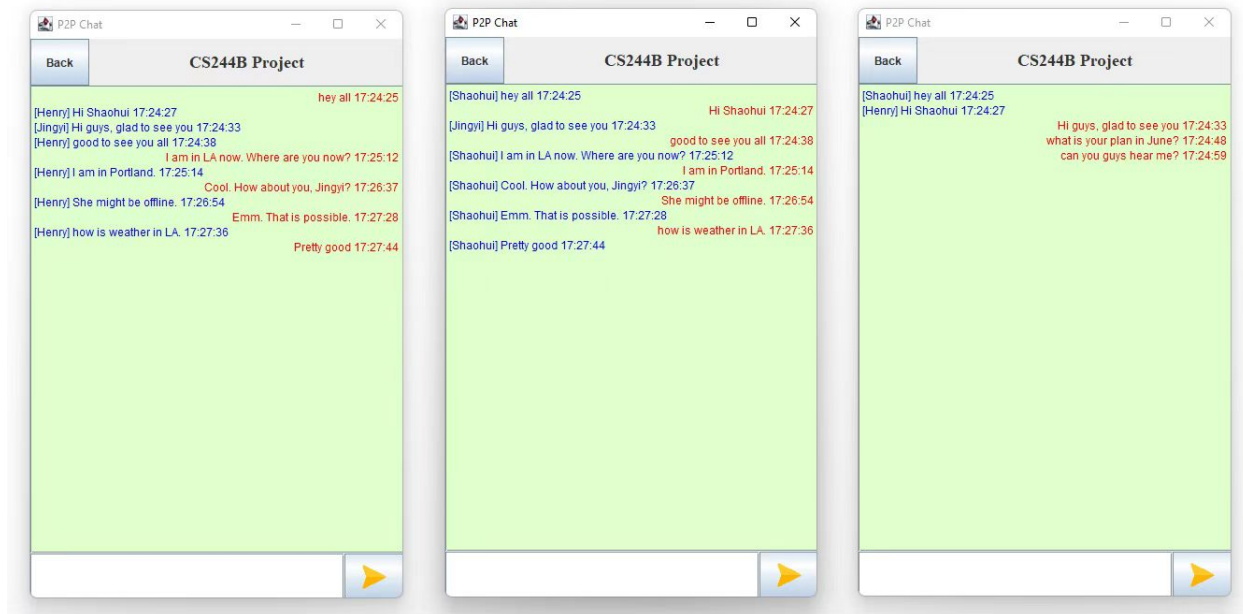 P2P Chat
Back
CS244B Project
hey all 17:24:25
[Henry] Hi Shaohui 17:24:27
[Jingyi] Hi guys, glad to see you 17:24:33
[Henry] good to see you all 17:24:38
I am in LA now. Where are you now? 17:25:12
[Henry] I am in Portland. 17:25:14
Cool. How about you, Jingyi? 17:26:37
[Henry] She might be offline. 17:26:54
Emm. That is possible. 17:27:28
[Henry] how is weather in LA. 17:27:36
Pretty good 17:27:44
P2P Chat
Back
CS244B Project
[Shaohui] hey all 17:24:25
Hi Shaohui 17:24:27
[Jingyi] Hi guys, glad to see you 17:24:33
good to see you all 17:24:38
[Shaohui] I am in LA now. Where are you now? 17:25:12
I am in Portland. 17:25:14
[Shaohui] Cool. How about you, Jingyi? 17:26:37
She might be offline. 17:26:54
[Shaohui] Emm. That is possible. 17:27:28
how is weather in LA. 17:27:36
[Shaohui] Pretty good 17:27:44
P2P Chat
Back
CS244B Project
[Shaohui] hey all 17:24:25
[Henry] Hi Shaohui 17:24:27
Hi guys, glad to see you 17:24:33
what is your plan in June? 17:24:48
can you guys hear me? 17:24:59